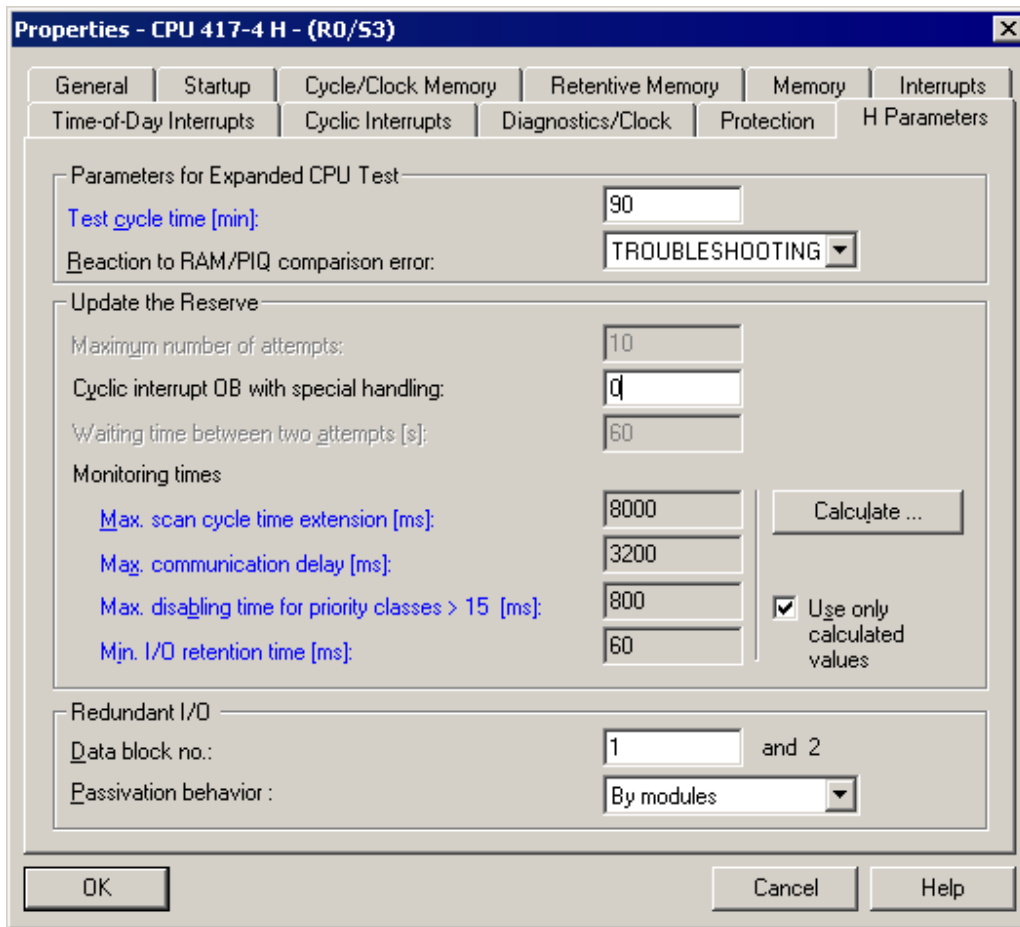 Properties - CPU 417-4 H - (R0/S3)
General Startup Cycle/Clock Memory Retentive Memory Memory Interrupts
Time-of-Day Interrupts Cyclic Interrupts Diagnostics/Clock Protection H Parameters
Parameters for Expanded CPU Test
Test cycle time [min]: 90
Reaction to RAM/PIQ comparison error: TROUBLESHOOTING
Update the Reserve
Maximum number of attempts: 10
Cyclic interrupt OB with special handling: 0
Waiting time between two attempts [s]: 60
Monitoring times
Max. scan cycle time extension [ms]: 8000 Calculate ...
Max. communication delay [ms]: 3200
Max. disabling time for priority classes > 15 [ms]: 800 Use only
calculated
Min. I/O retention time [ms]: 60 values
Redundant I/O
Data block no.: 1 and 2
Passivation behavior : By modules
OK Cancel Help